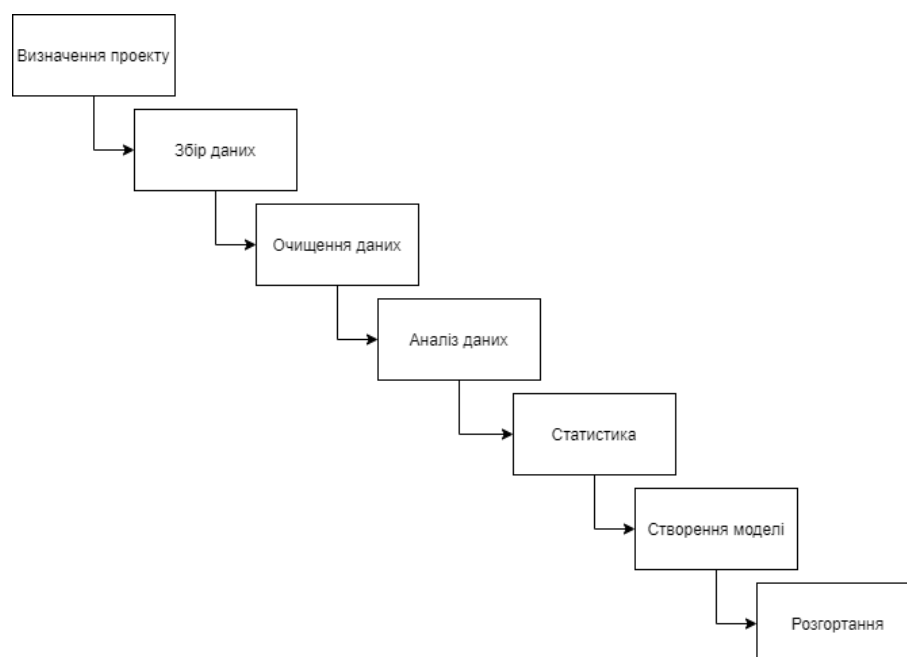 Визначення проекту
Збір даних
Очищення даних
Аналіз даних
Статистика
Створення моделі
Розгортання